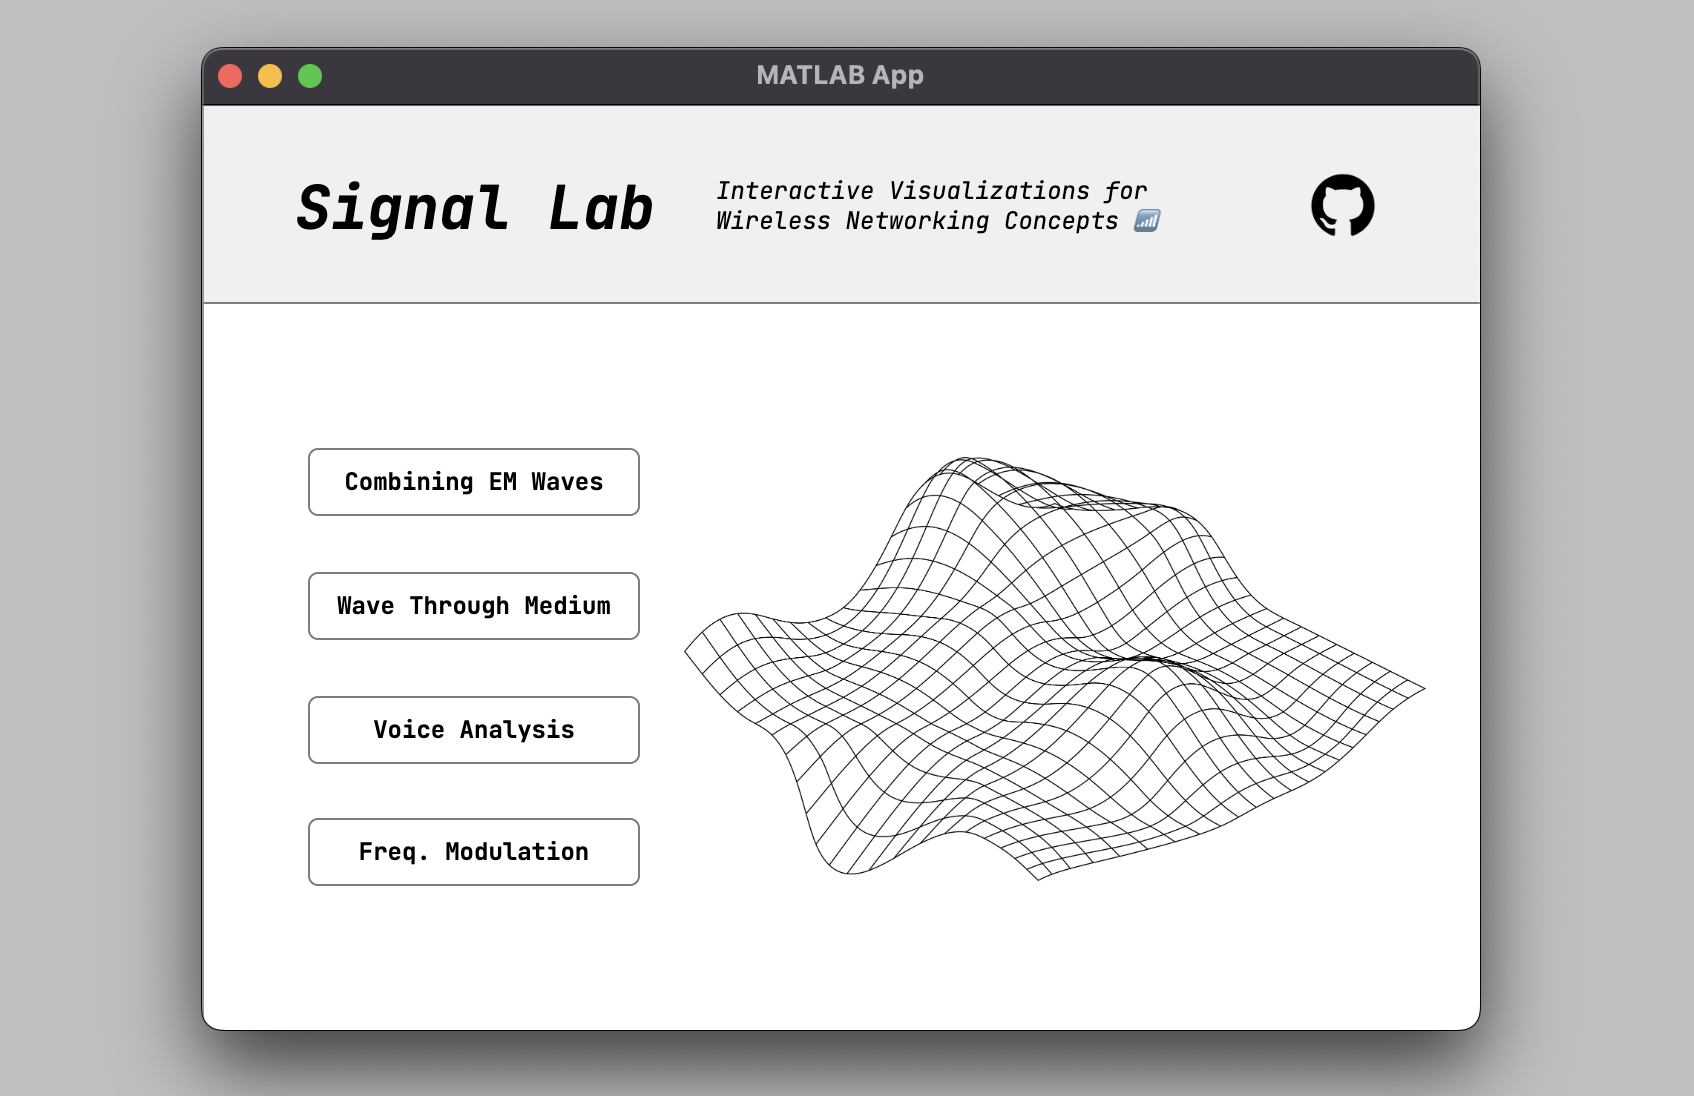 MATLAB App
Signal Lab
Interactive Visualizations for
Wireless Networking Concepts 📶
Combining EM Waves
Wave Through Medium
Voice Analysis
Freq. Modulation